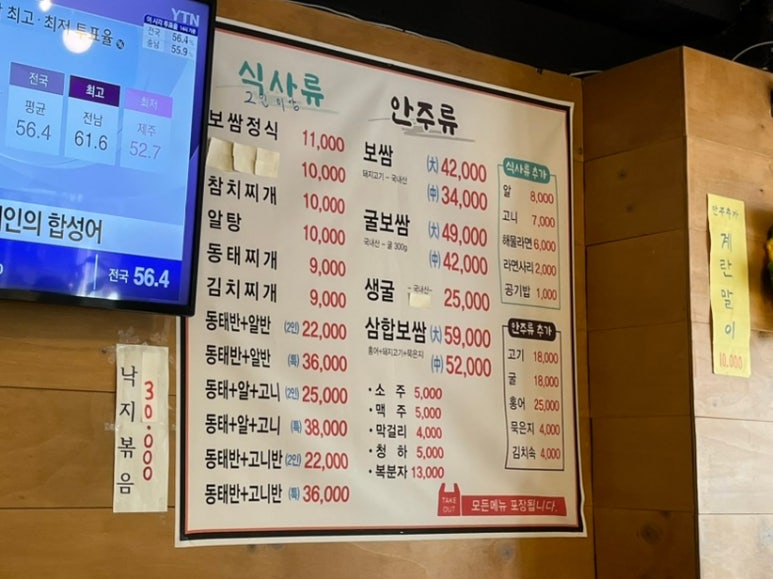 최고·최저 투표율 %
YTN
이 시각 투표율
전국 56.4%
충남 55.9%
전국
평균
56.4
최고
전남
61.6
최저
제주
52.7
인의 합성어
전국 56.4
낙지볶음
30.000
식사류
2인 이상
보쌈정식 11,000
10,000
참치찌개 10,000
알탕 10,000
동태찌개 9,000
김치찌개 9,000
동태반+알반 (2인) 22,000
동태반+알반 (특) 36,000
동태+알+고니 (2인) 25,000
동태+알+고니 (특) 38,000
동태반+고니반 (2인) 22,000
동태반+고니반 (특) 36,000
안주류
보쌈 (大) 42,000
돼지고기 - 국내산
(中) 34,000
굴보쌈 (大) 49,000
국내산 - 굴 300g
(中) 42,000
생굴 - 국내산- 25,000
삼합보쌈 (大) 59,000
홍어+돼지고기+묵은지
(中) 52,000
·소주 5,000
·맥주 5,000
·막걸리 4,000
·청하 5,000
·복분자 13,000
식사류 추가
알 8,000
고니 7,000
해물라면 6,000
라면사리 2,000
공기밥 1,000
안주류 추가
고기 18,000
굴 18,000
홍어 25,000
묵은지 4,000
김치속 4,000
TAKE OUT
모든메뉴 포장됩니다.
안주추가
계란말이
10.000